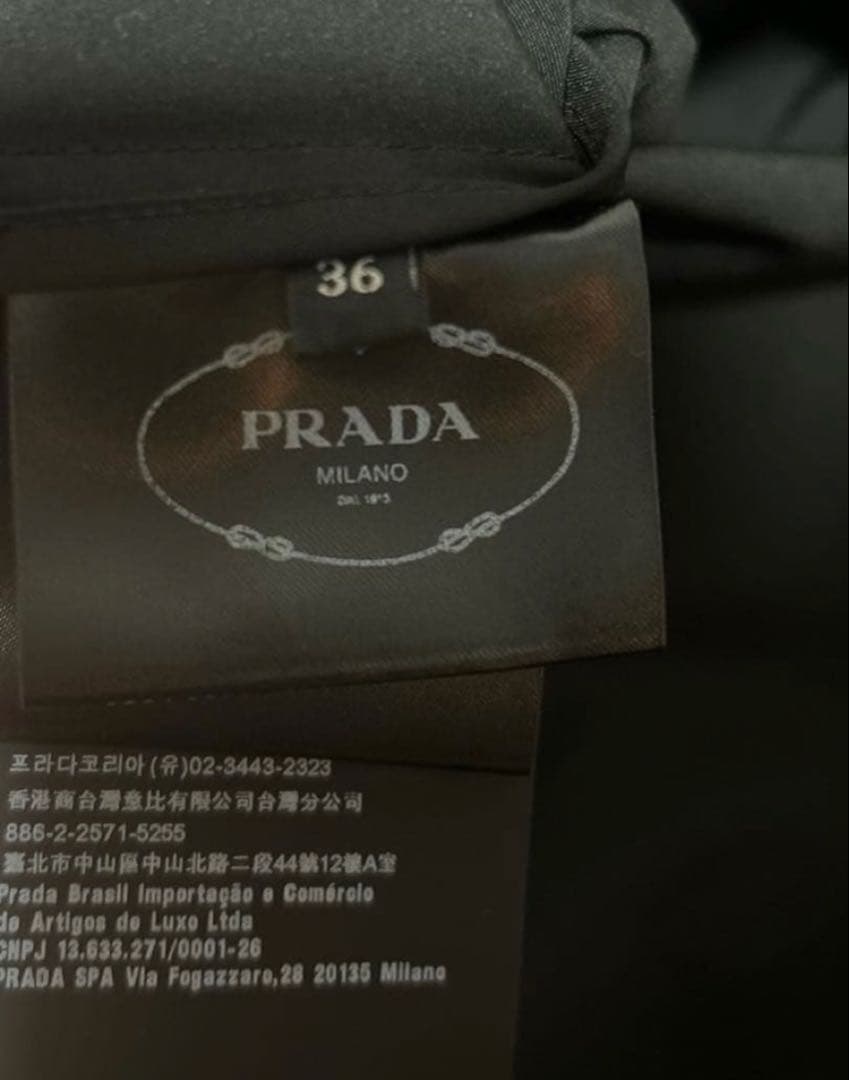 36
PRADA
MILANO
프라다코리아(유)02-3443-2323
香港商台灣意比有限公司台灣分公司
886-2-2571-5255
臺北市中山區中山北路二段44號12樓A室
Prada Brasil Importação e Comércio
de Artigos de Luxo Ltda
CNPJ 13.633.271/0001-26
PRADA SPA Via Fogazzaro,28 20135 Milano